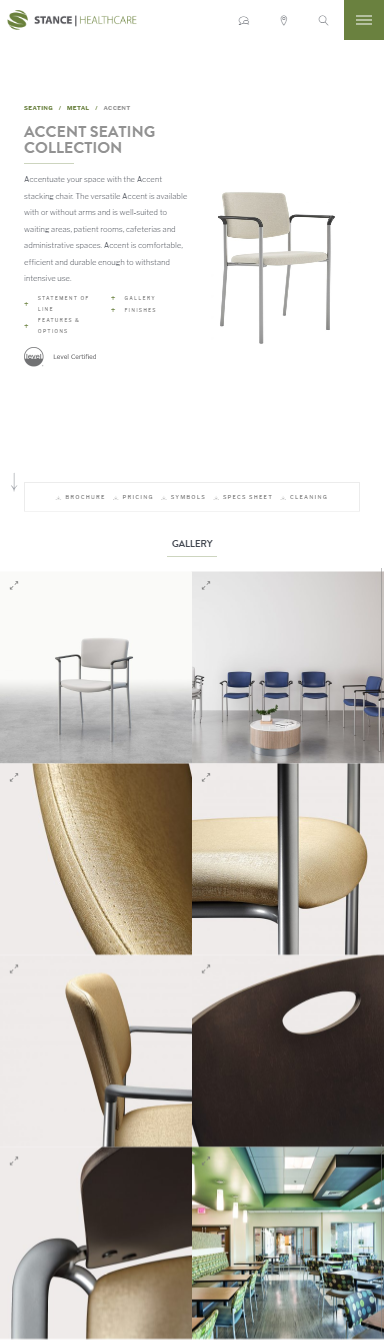 STANCE | HEALTHCARE
SEATING / METAL / ACCENT
ACCENT SEATING
COLLECTION
Accentuate your space with the Accent
stacking chair. The versatile Accent is available
with or without arms and is well-suited to
waiting areas, patient rooms, cafeterias and
administrative spaces. Accent is comfortable,
efficient and durable enough to withstand
intensive use.
+ STATEMENT OF
LINE
+ GALLERY
+ FEATURES &
OPTIONS
+ FINISHES
level
Level Certified
BROCHURE PRICING SYMBOLS SPECS SHEET CLEANING
GALLERY